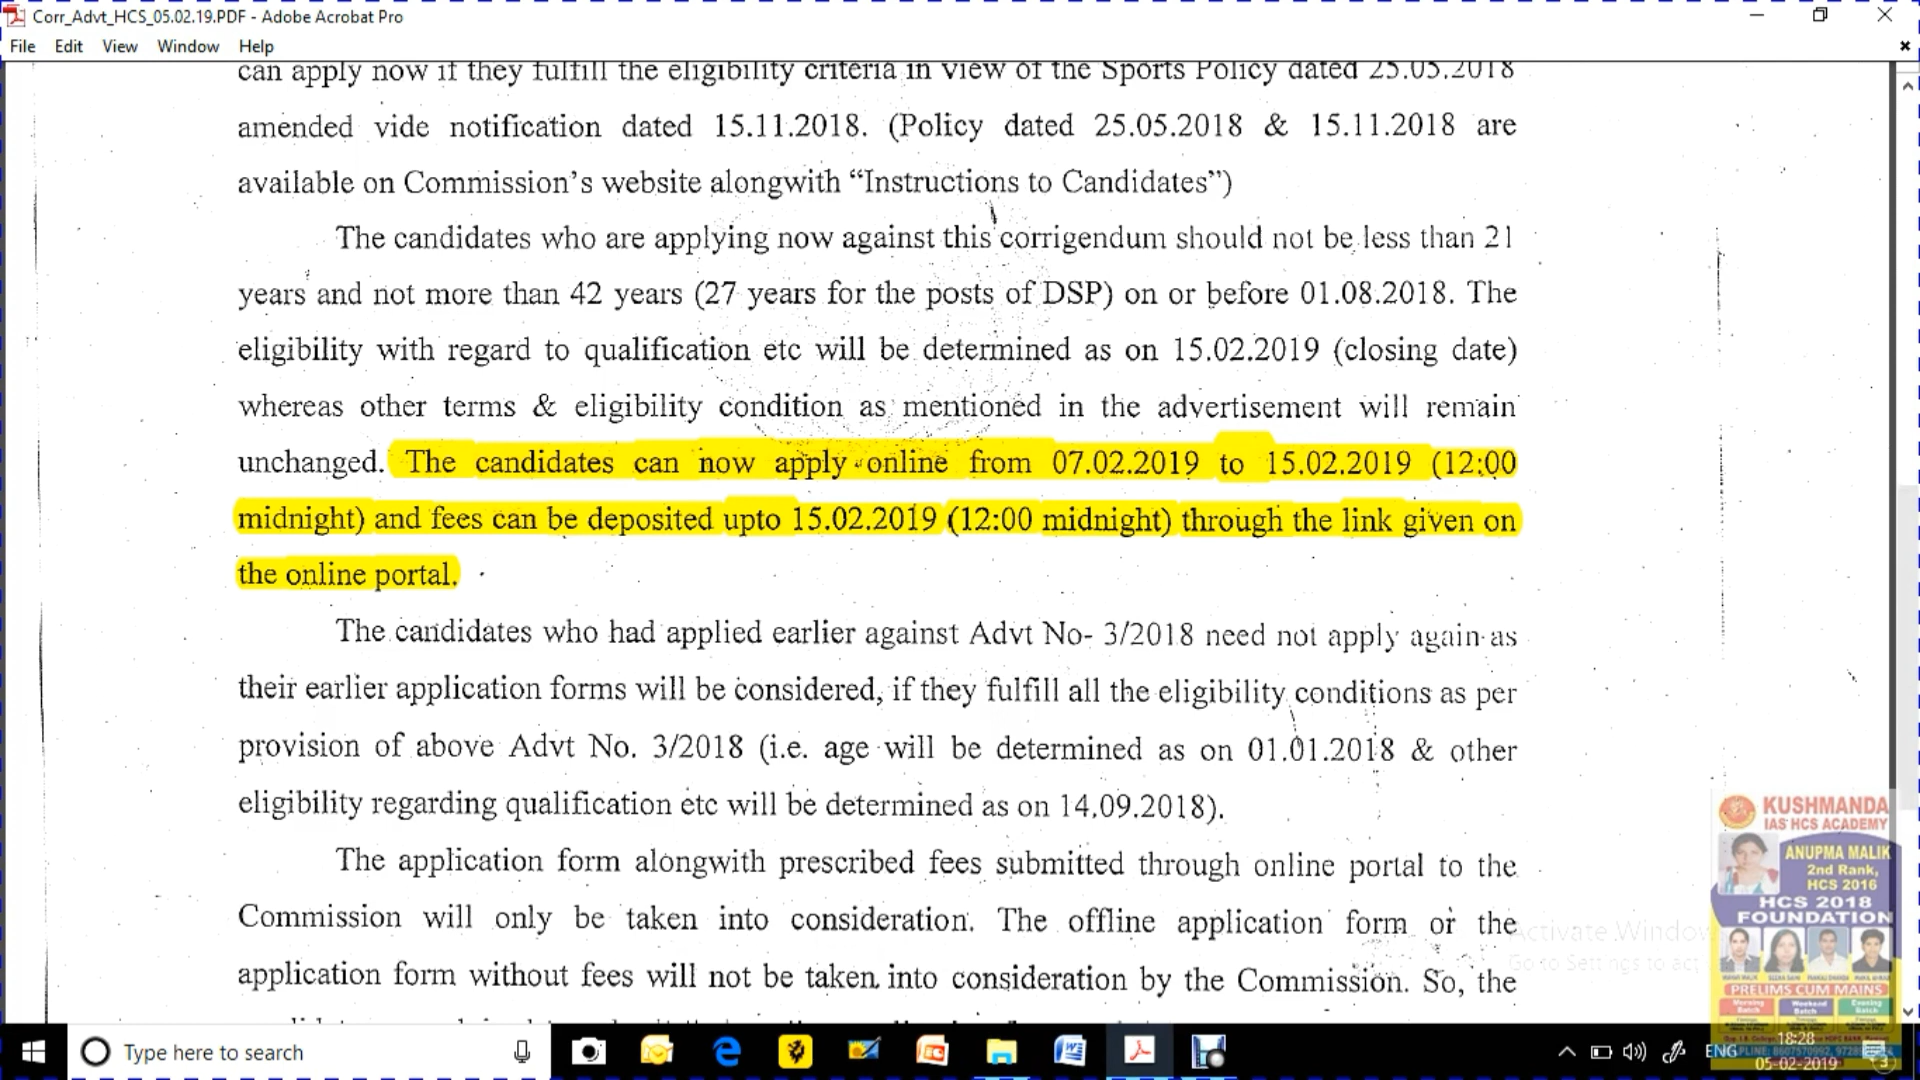 Corr_Advt_HCS_05.02.19.PDF - Adobe Acrobat Pro
File Edit View Window Help
can apply now if they fulfill the eligibility criteria in view of the Sports Policy dated 25.05.2018
amended vide notification dated 15.11.2018. (Policy dated 25.05.2018 & 15.11.2018 are
available on Commission's website alongwith “Instructions to Candidates”)
The candidates who are applying now against this corrigendum should not be less than 21
years and not more than 42 years (27 years for the posts of DSP) on or before 01.08.2018. The
eligibility with regard to qualification etc will be determined as on 15.02.2019 (closing date)
whereas other terms & eligibility condition as mentioned in the advertisement will remain
unchanged. The candidates can now apply online from 07.02.2019 to 15.02.2019 (12:00
midnight) and fees can be deposited upto 15.02.2019 (12:00 midnight) through the link given on
the online portal.
The candidates who had applied earlier against Advt No- 3/2018 need not apply again as
their earlier application forms will be considered, if they fulfill all the eligibility conditions as per
provision of above Advt No. 3/2018 (i.e. age will be determined as on 01.01.2018 & other
eligibility regarding qualification etc will be determined as on 14.09.2018).
The application form alongwith prescribed fees submitted through online portal to the
Commission will only be taken into consideration. The offline application form or the
application form without fees will not be taken into consideration by the Commission. So, the
KUSHMANDA
IAS HCS ACADEMY
ANUPMA MALIK
2nd Rank,
HCS 2016
HCS 2018
FOUNDATION
PRELIMS CUM MAINS
Morning Batch
Weekend Batch
Evening Batch
Activate Windows
Go to Settings to
Type here to search
ENG
18:28
05-02-2019